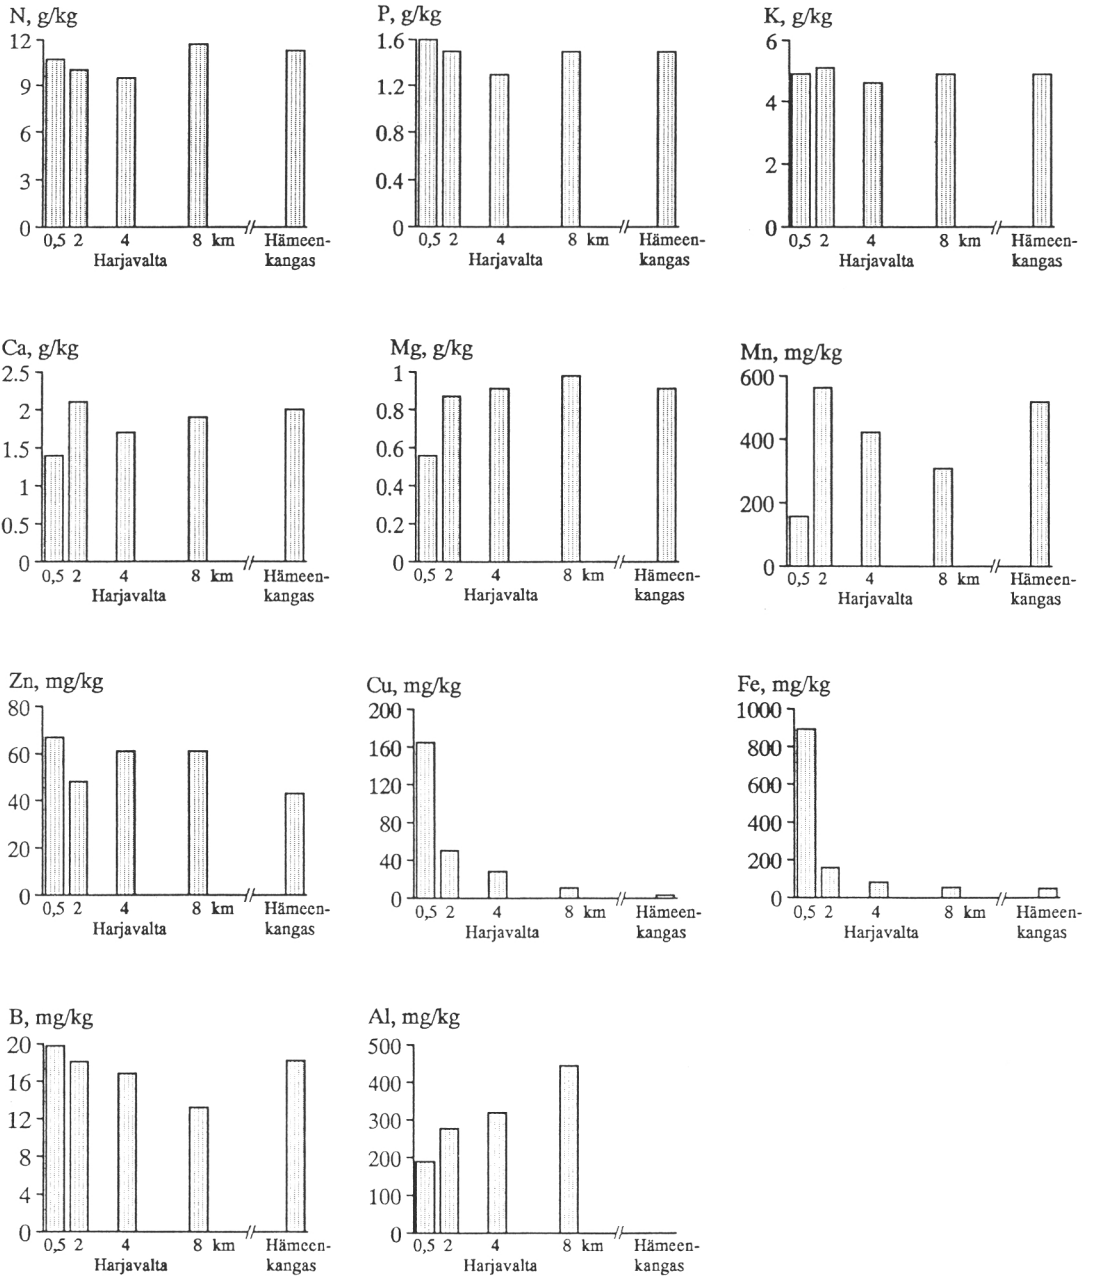 N, g/kg
12
9
6
3
0
0,5 2 4 8 km Hämeen-
Harjavalta kangas
P, g/kg
1.6
1.2
0.8
0.4
0
0,5 2 4 8 km Hämeen-
Harjavalta kangas
K, g/kg
6
4
2
0
0,5 2 4 8 km Hämeen-
Harjavalta kangas
Ca, g/kg
2.5
2
1.5
1
0.5
0
0,5 2 4 8 km Hämeen-
Harjavalta kangas
Mg, g/kg
1
0.8
0.6
0.4
0.2
0
0,5 2 4 8 km Hämeen-
Harjavalta kangas
Mn, mg/kg
600
400
200
0
0,5 2 4 8 km Hämeen-
Harjavalta kangas
Zn, mg/kg
80
60
40
20
0
0,5 2 4 8 km Hämeen-
Harjavalta kangas
Cu, mg/kg
200
160
120
80
40
0
0,5 2 4 8 km Hämeen-
Harjavalta kangas
Fe, mg/kg
1000
800
600
400
200
0
0,5 2 4 8 km Hämeen-
Harjavalta kangas
B, mg/kg
20
16
12
8
4
0
0,5 2 4 8 km Hämeen-
Harjavalta kangas
Al, mg/kg
500
400
300
200
100
0
0,5 2 4 8 km Hämeen-
Harjavalta kangas